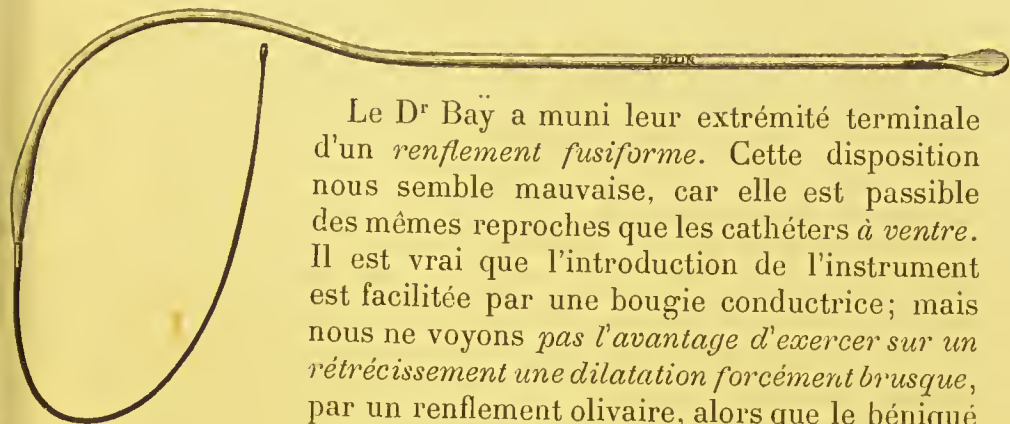 COLLIN
Le Dr Baÿ a muni leur extrémité terminale
d'un renflement fusiforme. Cette disposition
nous semble mauvaise, car elle est passible
des mêmes reproches que les cathéters à ventre.
Il est vrai que l'introduction de l'instrument
est facilitée par une bougie conductrice; mais
nous ne voyons pas l'avantage d'exercer sur un
rétrécissement une dilatation forcément brusque,
par un renflement olivaire, alors que le béniqué